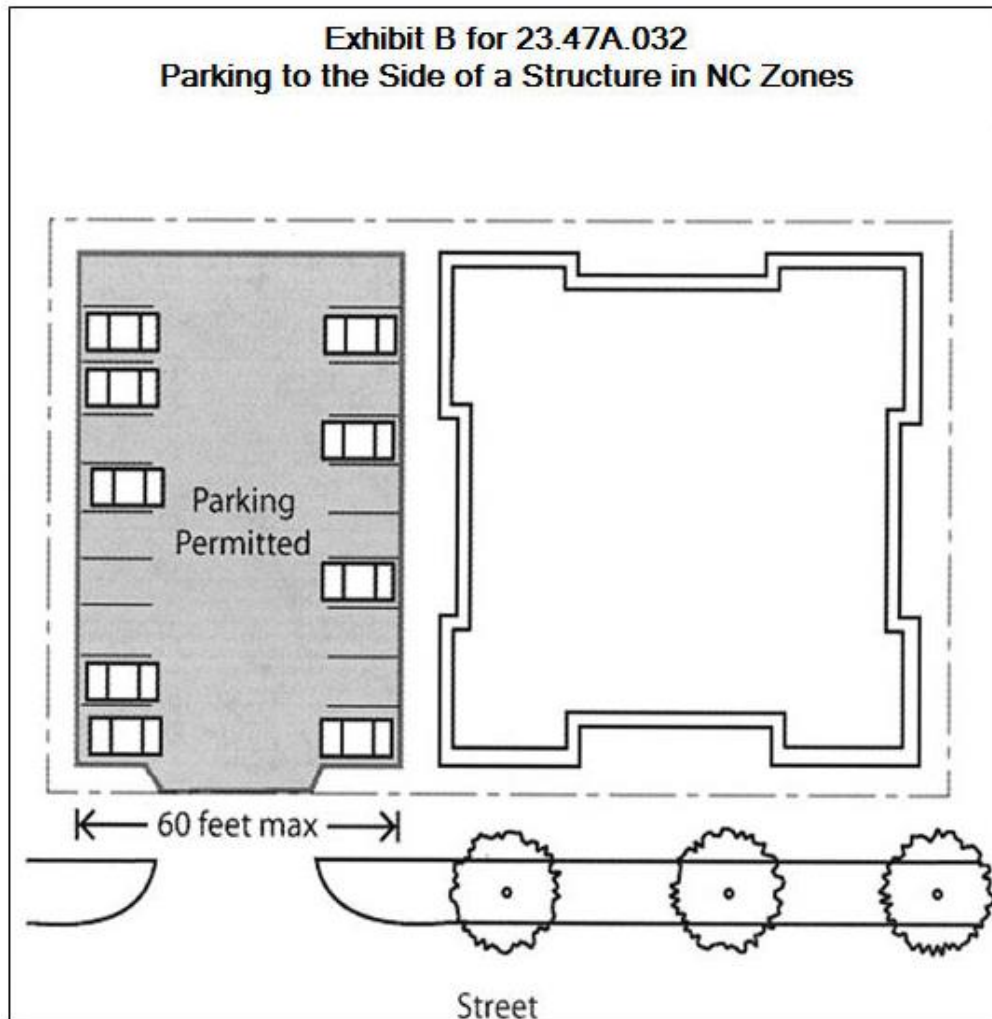 Exhibit B for 23.47A.032
Parking to the Side of a Structure in NC Zones
Parking
Permitted
60 feet max
Street